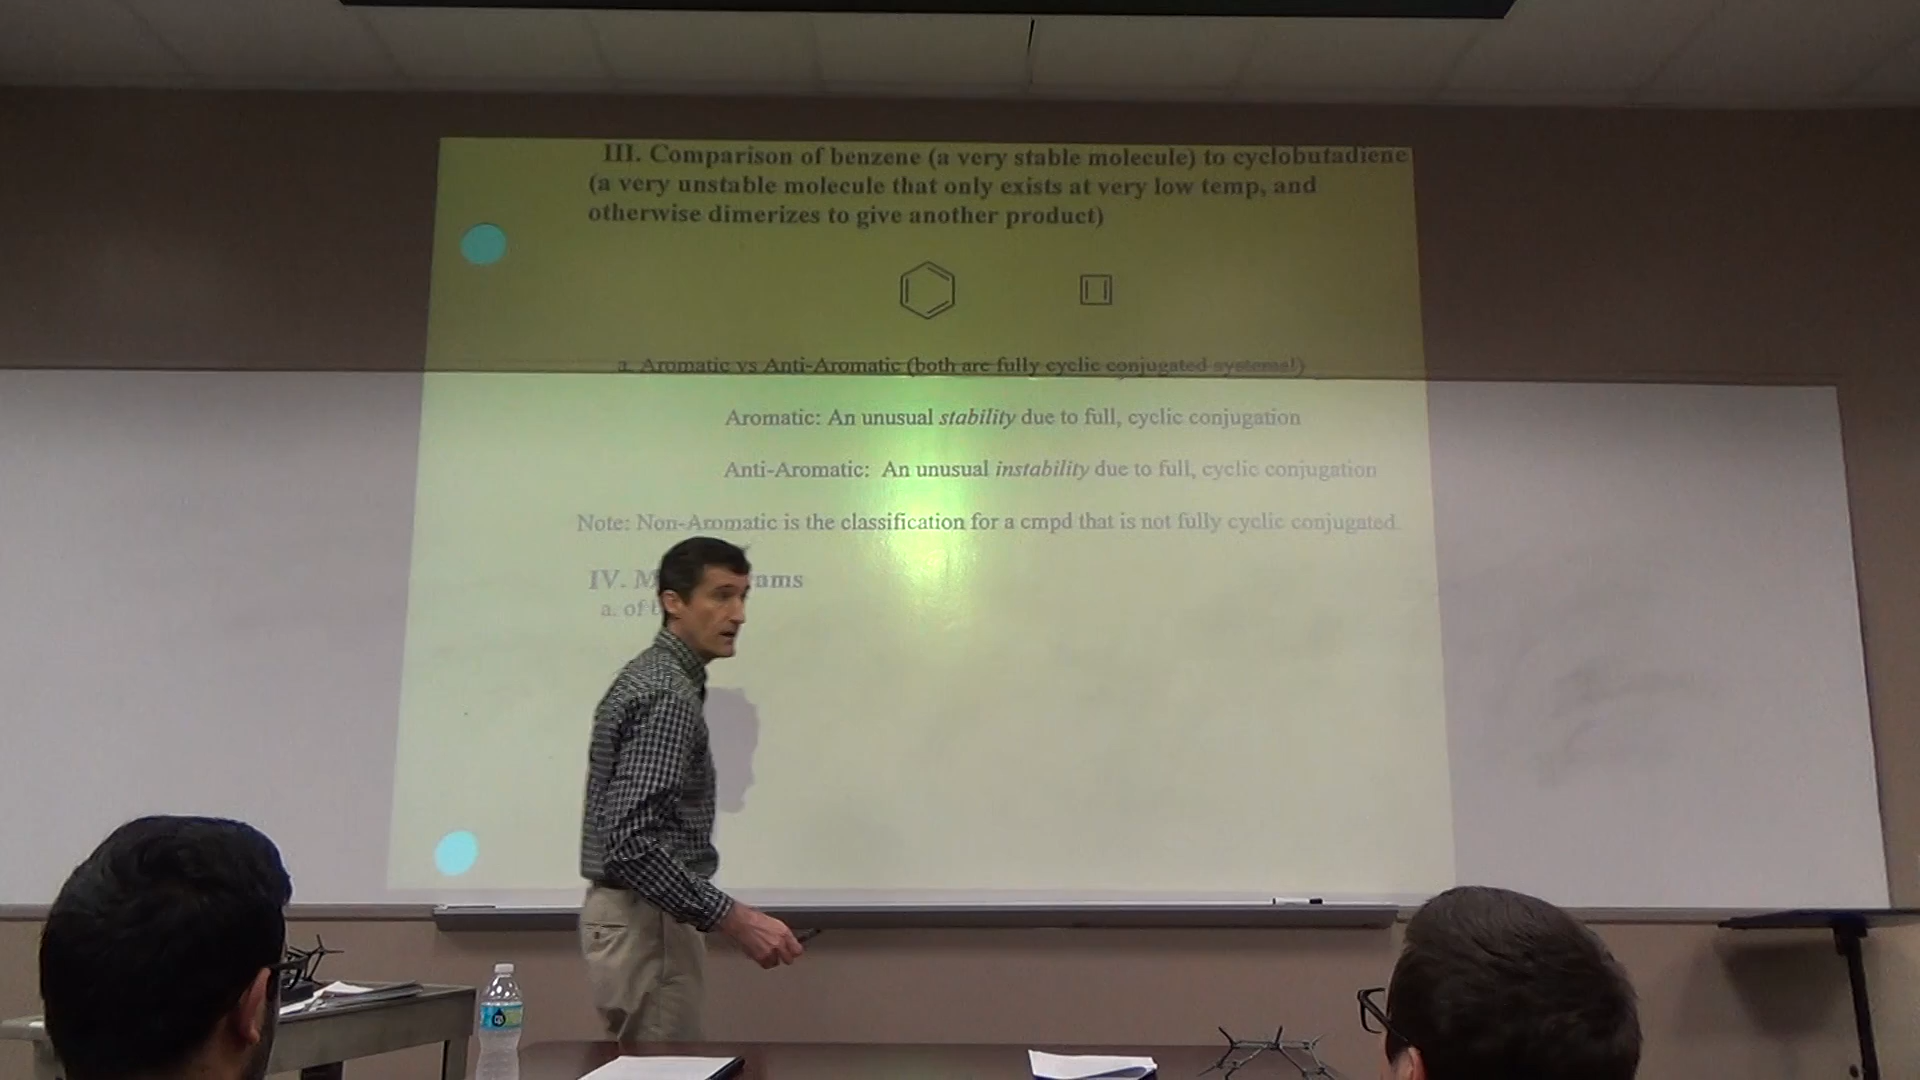 III. Comparison of benzene (a very stable molecule) to cyclobutadiene
(a very unstable molecule that only exists at very low temp, and
otherwise dimerizes to give another product)
a. Aromatic vs Anti-Aromatic (both are fully cyclic conjugated systems!)
Aromatic: An unusual stability due to full, cyclic conjugation
Anti-Aromatic: An unusual instability due to full, cyclic conjugation
Note: Non-Aromatic is the classification for a cmpd that is not fully cyclic conjugated.
IV.
a. of